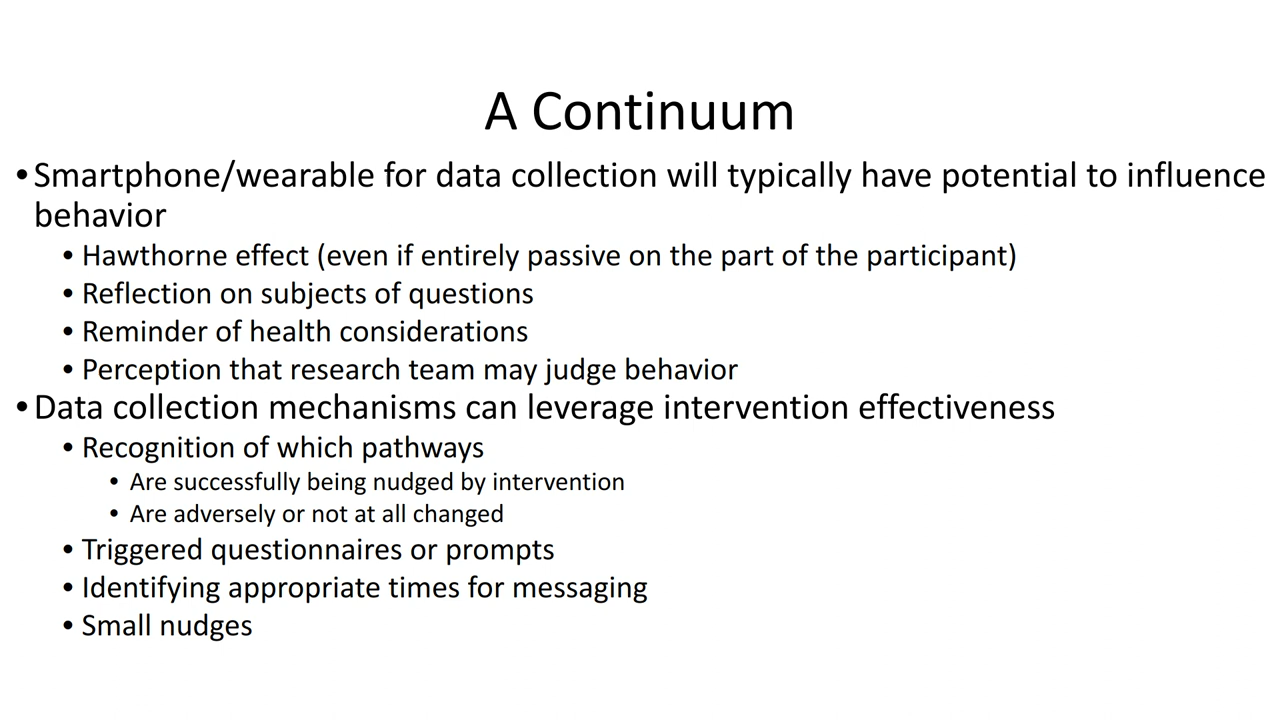 A Continuum
• Smartphone/wearable for data collection will typically have potential to influence
behavior
• Hawthorne effect (even if entirely passive on the part of the participant)
• Reflection on subjects of questions
• Reminder of health considerations
• Perception that research team may judge behavior
• Data collection mechanisms can leverage intervention effectiveness
• Recognition of which pathways
• Are successfully being nudged by intervention
• Are adversely or not at all changed
• Triggered questionnaires or prompts
• Identifying appropriate times for messaging
• Small nudges